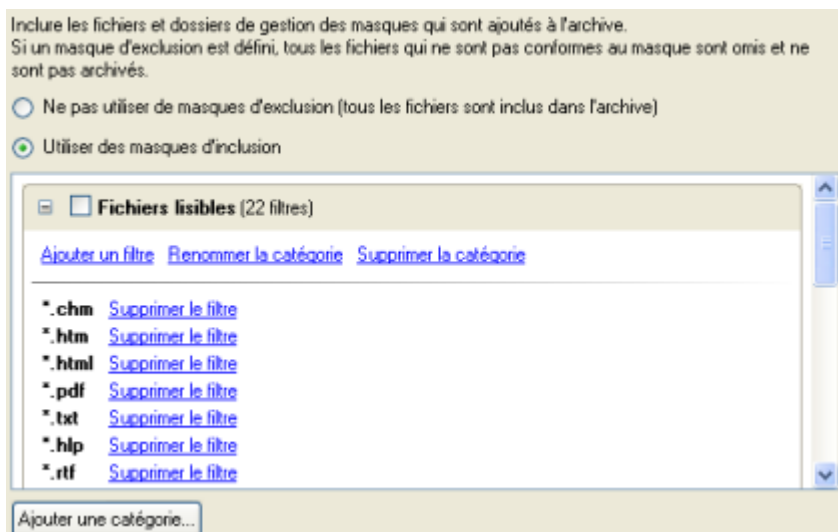 Inclure les fichiers et dossiers de gestion des masques qui sont ajoutés à l'archive.
Si un masque d'exclusion est défini, tous les fichiers qui ne sont pas conformes au masque sont omis et ne
sont pas archivés.
Ne pas utiliser de masques d'exclusion (tous les fichiers sont inclus dans l'archive)
Utiliser des masques d'inclusion
Fichiers lisibles (22 filtres)
Ajouter un filtre Renommer la catégorie Supprimer la catégorie
*.chm Supprimer le filtre
*.htm Supprimer le filtre
*.html Supprimer le filtre
*.pdf Supprimer le filtre
*.txt Supprimer le filtre
*.hlp Supprimer le filtre
*.rtf Supprimer le filtre
Ajouter une catégorie...